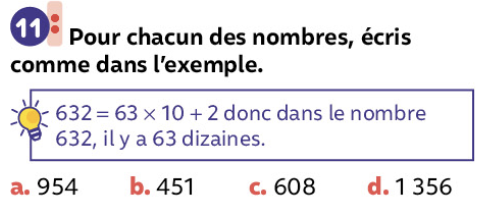 11 Pour chacun des nombres, écris
comme dans l'exemple.
632 = 63 × 10 + 2 donc dans le nombre
632, il y a 63 dizaines.
a. 954 b. 451 c. 608 d. 1 356